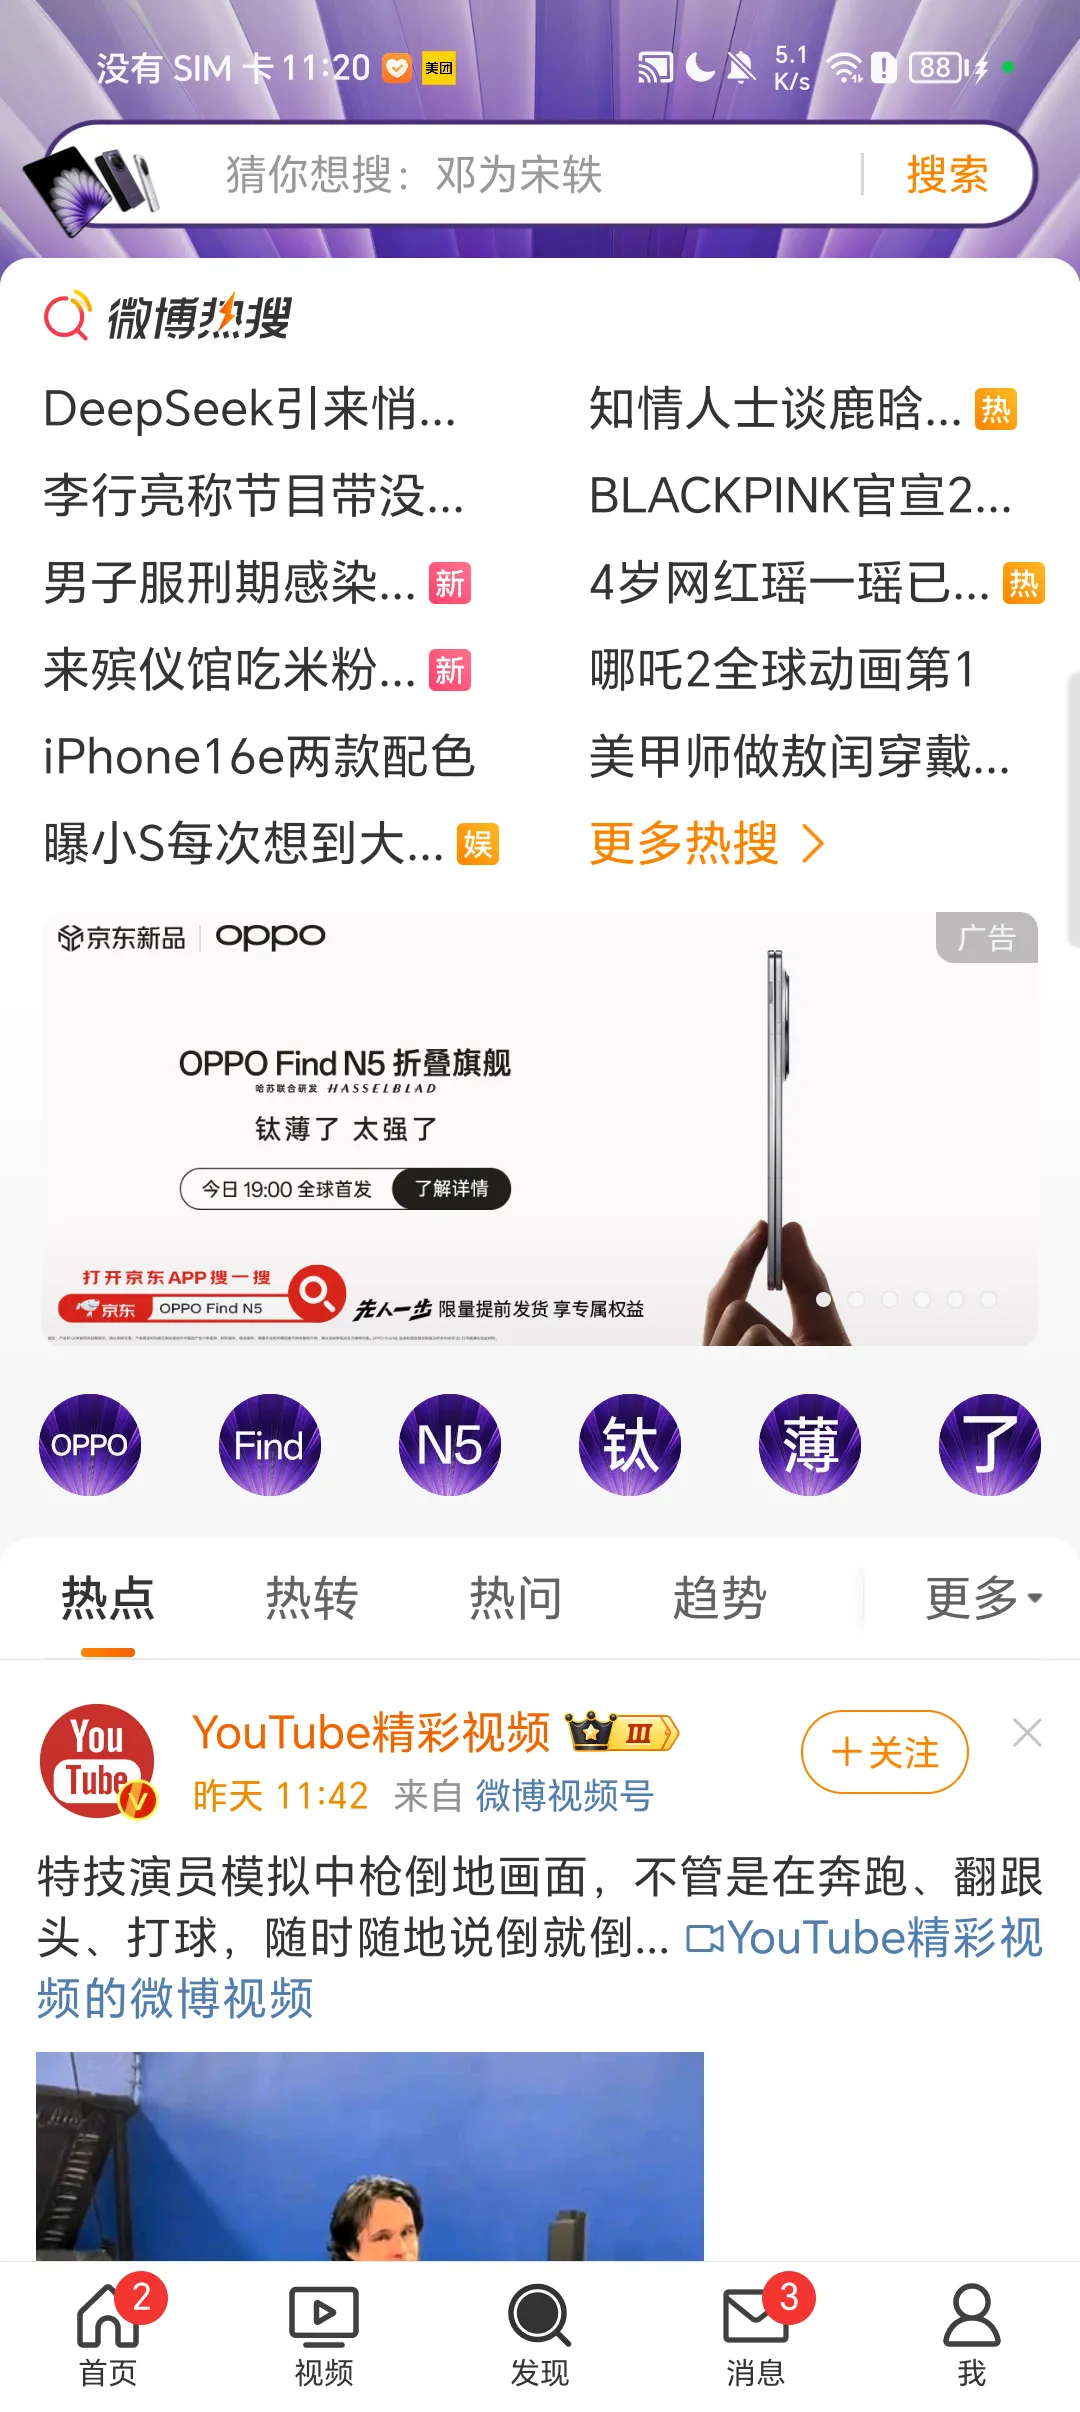 没有 SIM 卡 11:20 美团 5.1 K/s 88
猜你想搜：邓为宋轶 搜索
微博热搜
DeepSeek引来悄...
知情人士谈鹿晗... 热
李行亮称节目带没...
BLACKPINK官宣2...
男子服刑期感染... 新
4岁网红瑶一瑶已... 热
来殡仪馆吃米粉... 新
哪吒2全球动画第1
iPhone16e两款配色
美甲师做敖闰穿戴...
曝小S每次想到大... 娱
更多热搜
京东新品 oppo
广告
OPPO Find N5 折叠旗舰
哈苏联合研发 HASSELBLAD
钛薄了 太强了
今日 19:00 全球首发 了解详情
打开京东APP搜一搜
京东 OPPO Find N5
先人一步 限量提前发货 享专属权益
OPPO Find N5 钛 薄 了
热点 热转 热问 趋势 更多
You
Tube
V
YouTube精彩视频 III
+关注
昨天 11:42 来自 微博视频号
特技演员模拟中枪倒地画面，不管是在奔跑、翻跟
头、打球，随时随地说倒就倒... YouTube精彩视
频的微博视频
2 3
首页 视频 发现 消息 我